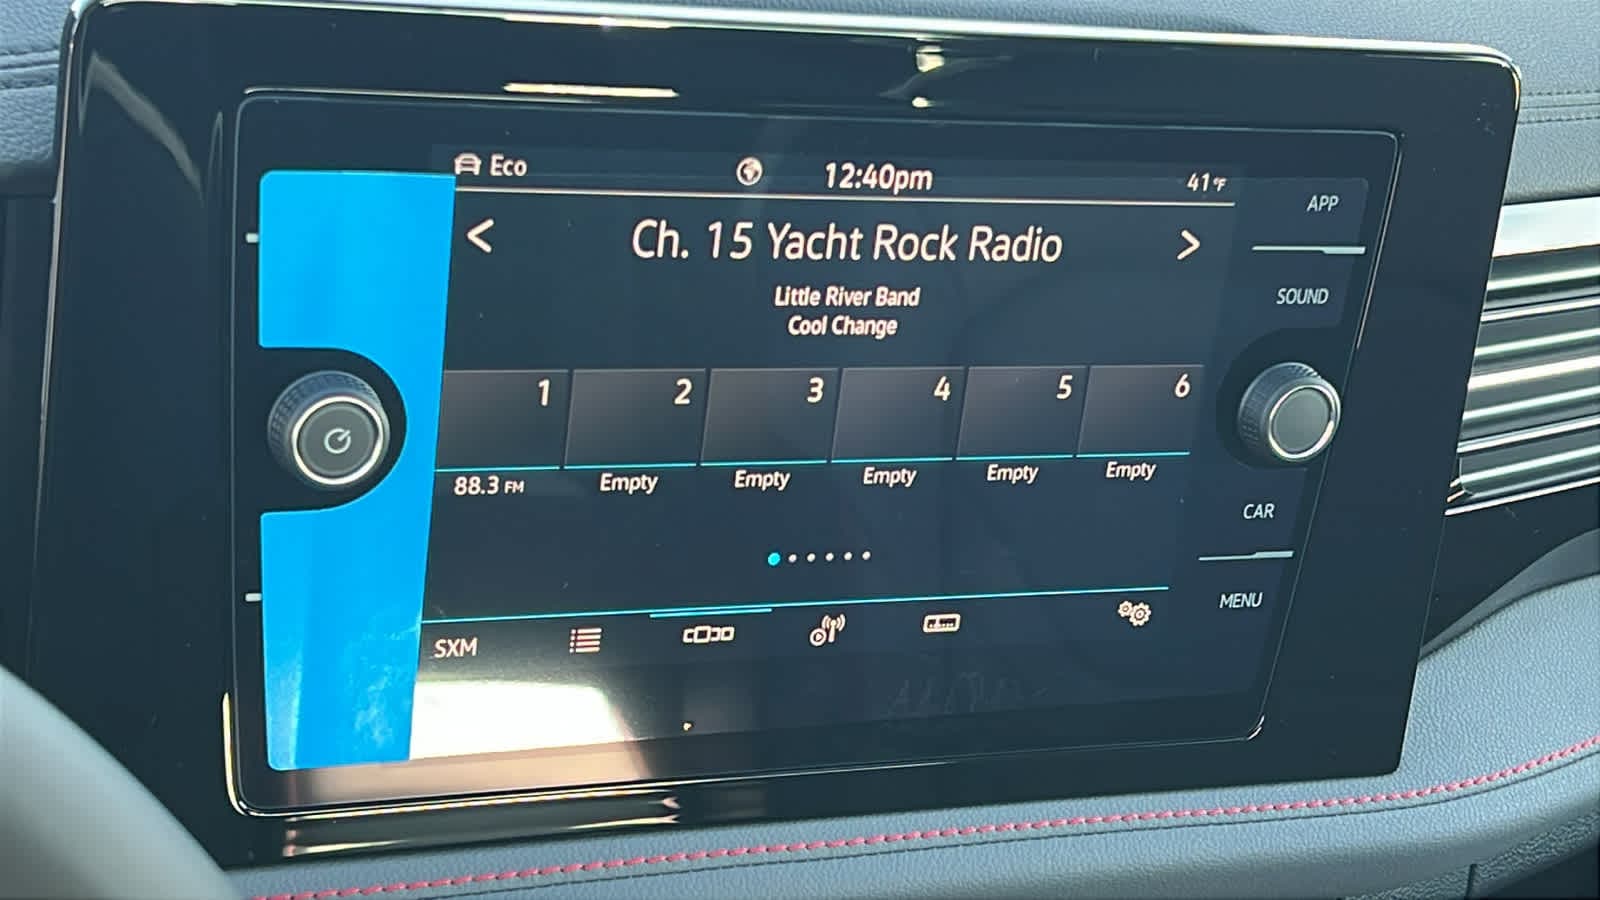 Eco
12:40pm
41°F
APP
< Ch. 15 Yacht Rock Radio >
SOUND
Little River Band
Cool Change
1 2 3 4 5 6
88.3 FM Empty Empty Empty Empty Empty
CAR
MENU
SXM